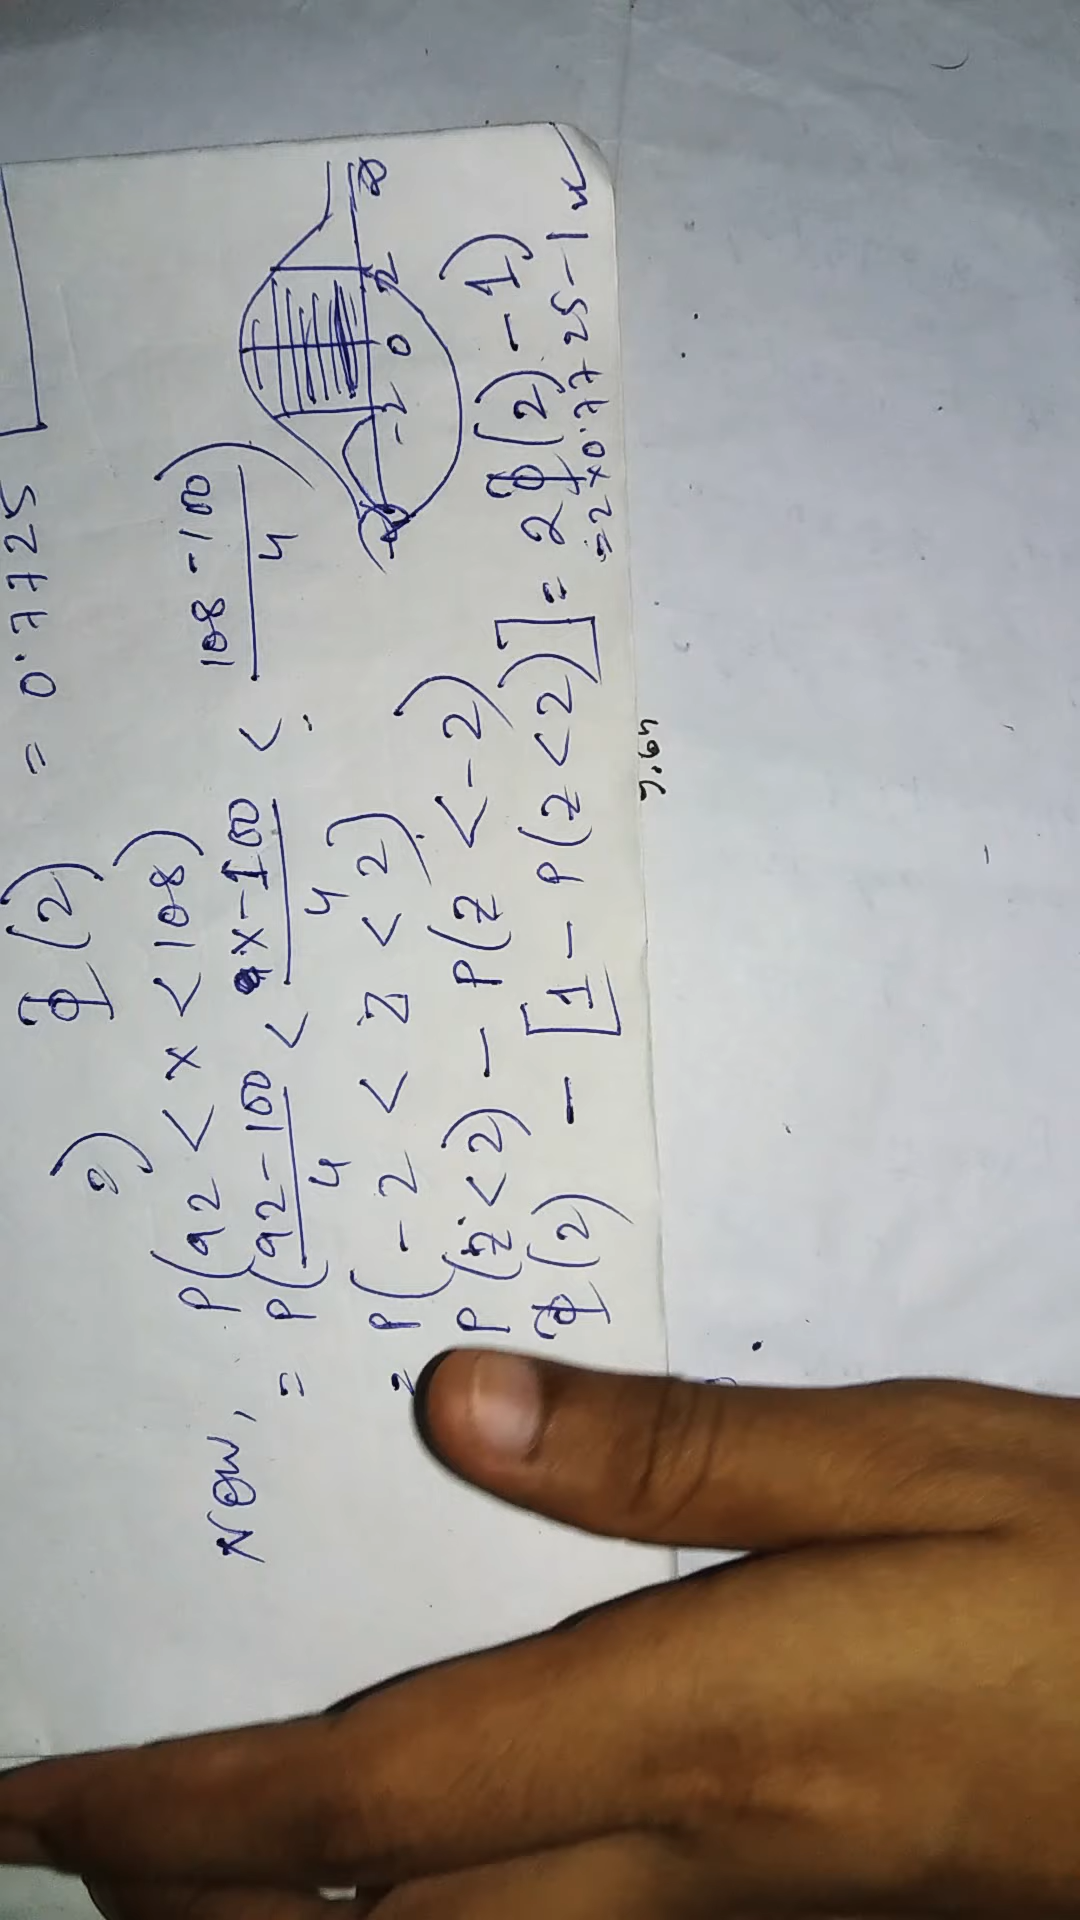 Φ(2) = 0.7725
2)
Now, P(92 < x < 108)
= P(92-100/4 < x-100/4 < 108-100/4)
= P(-2 < z < 2)
P(z < 2) - P(z < -2)
Φ(2) - [1 - P(z < 2)] = 2Φ(2) - 1)
= 2 x 0.7725 - 1
-∞ -2 0 2 ∞